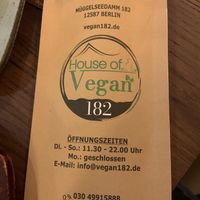 MÜGGELSEEDAMM 182
12587 BERLIN
vegan182.de
House of
Vegan
182
ÖFFNUNGSZEITEN
Di. - So.: 11.30 - 22.00 Uhr
Mo.: geschlossen
E-Mail: info@vegan182.de
030 49915888